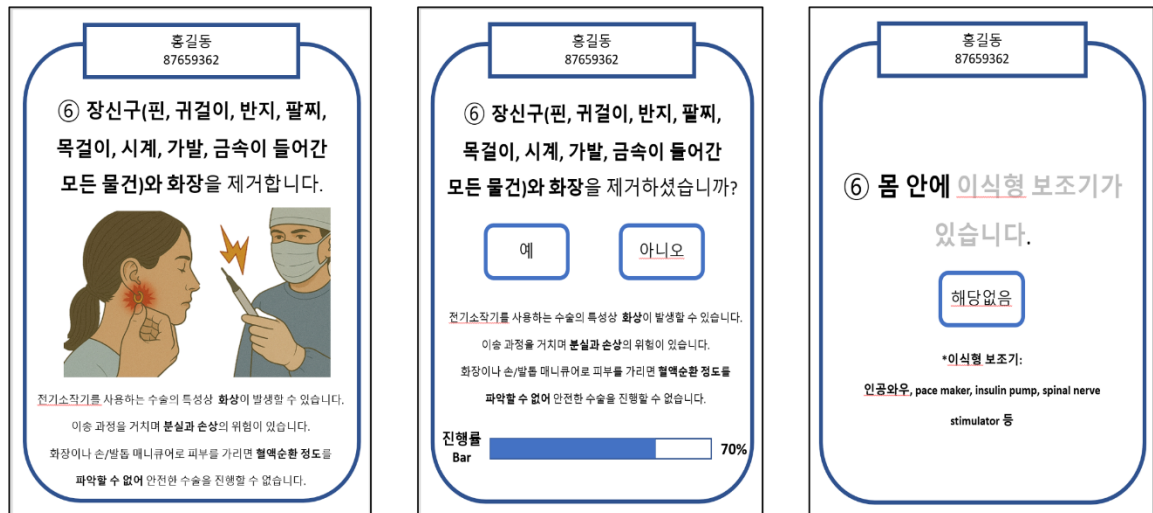 홍길동
87659362
⑥ 장신구(핀, 귀걸이, 반지, 팔찌,
목걸이, 시계, 가발, 금속이 들어간
모든 물건)와 화장을 제거합니다.
전기소작기를 사용하는 수술의 특성상 화상이 발생할 수 있습니다.
이송 과정을 거치며 분실과 손상의 위험이 있습니다.
화장이나 손/발톱 매니큐어로 피부를 가리면 혈액순환 정도를
파악할 수 없어 안전한 수술을 진행할 수 없습니다.
홍길동
87659362
⑥ 장신구(핀, 귀걸이, 반지, 팔찌,
목걸이, 시계, 가발, 금속이 들어간
모든 물건)와 화장을 제거하셨습니까?
예
아니오
전기소작기를 사용하는 수술의 특성상 화상이 발생할 수 있습니다.
이송 과정을 거치며 분실과 손상의 위험이 있습니다.
화장이나 손/발톱 매니큐어로 피부를 가리면 혈액순환 정도를
파악할 수 없어 안전한 수술을 진행할 수 없습니다.
진행률
Bar
70%
홍길동
87659362
⑥ 몸 안에 이식형 보조기가
있습니다.
해당없음
*이식형 보조기:
인공와우, pace maker, insulin pump, spinal nerve
stimulator 등